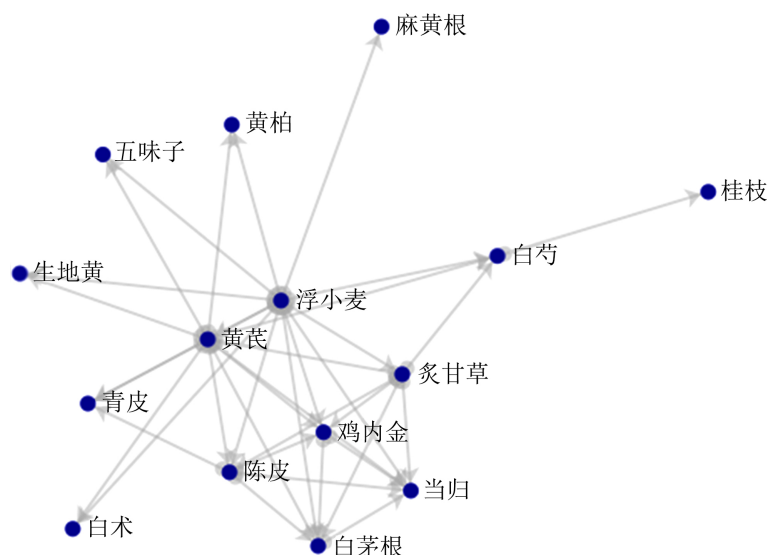 麻黄根
黄柏
五味子
桂枝
白芍
生地黄
浮小麦
黄芪
炙甘草
青皮
鸡内金
陈皮
当归
白术
白茅根